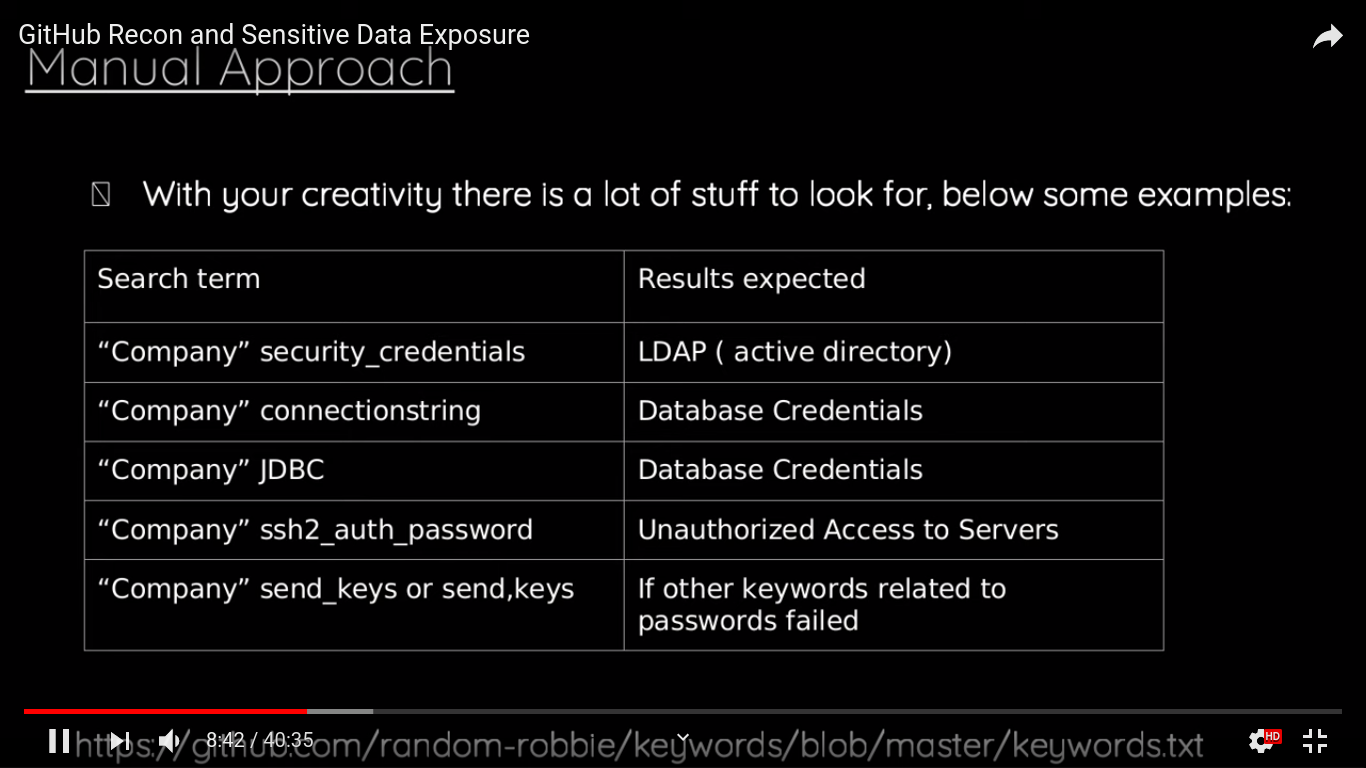 GitHub Recon and Sensitive Data Exposure
Manual Approach
With your creativity there is a lot of stuff to look for, below some examples:
Search term
Results expected
“Company” security_credentials
LDAP ( active directory)
“Company” connectionstring
Database Credentials
“Company” JDBC
Database Credentials
“Company” ssh2_auth_password
Unauthorized Access to Servers
“Company” send_keys or send,keys
If other keywords related to
passwords failed
8:42 / 40:35
https://github.com/random-robbie/keywords/blob/master/keywords.txt
HD